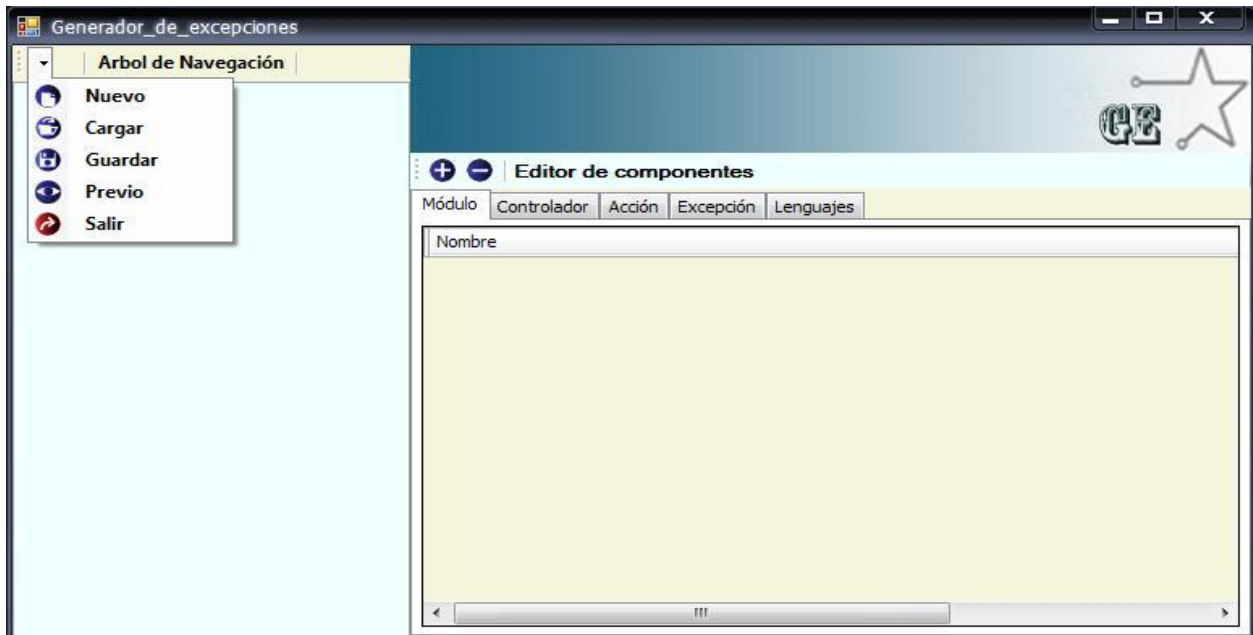 Generador_de_excepciones
Arbol de Navegación
Nuevo
Cargar
Guardar
Previo
Salir
GE
Editor de componentes
Módulo Controlador Acción Excepción Lenguajes
Nombre